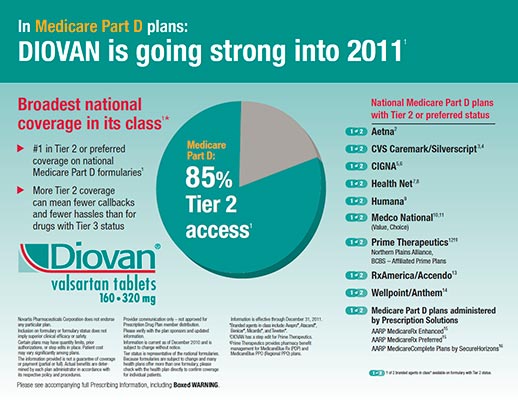 In Medicare Part D plans:
DIOVAN is going strong into 2011¹
Broadest national
coverage in its class¹*
#1 in Tier 2 or preferred
coverage on national
Medicare Part D formularies¹
More Tier 2 coverage
can mean fewer callbacks
and fewer hassles than for
drugs with Tier 3 status
Medicare
Part D:
85%
Tier 2
access¹
Diovan®
valsartan tablets
160•320 mg
National Medicare Part D plans
with Tier 2 or preferred status
1 of 2 Aetna²
1 of 2 CVS Caremark/Silverscript³,⁴
1 of 2 CIGNA⁵,⁶
1 of 2 Health Net⁷,⁸
1 of 2 Humana⁹
1 of 2 Medco National¹⁰,¹¹
(Value, Choice)
1 of 2 Prime Therapeutics¹²†‡
Northern Plains Alliance,
BCBS – Affiliated Prime Plans
1 of 2 RxAmerica/Accendo¹³
1 of 2 Wellpoint/Anthem¹⁴
1 of 2 Medicare Part D plans administered
by Prescription Solutions
AARP MedicareRx Enhanced¹⁵
AARP MedicareRx Preferred¹⁵
AARP MedicareComplete Plans by SecureHorizons¹⁶
1 of 2 1 of 2 branded agents in class* available on formulary with Tier 2 status.
Novartis Pharmaceuticals Corporation does not endorse
any particular plan.
Inclusion on formulary or formulary status does not
imply superior clinical efficacy or safety.
Certain plans may have quantity limits, prior
authorizations, or step edits in place. Patient cost
may vary significantly among plans.
The information provided is not a guarantee of coverage
or payment (partial or full). Actual benefits are
determined by each plan administrator in accordance with
its respective policy and procedures.
Provider communication only – not approved for
Prescription Drug Plan member distribution.
Please verify with the plan sponsors and updated
information.
Information is current as of December 2010 and is
subject to change without notice.
Tier status is representative of the national formularies.
Because formularies are subject to change and many
health plans offer more than one formulary, please
check with the health plan directly to confirm coverage
for individual patients.
Information is effective through December 31, 2011.
*Branded agents in class include: Avapro®, Atacand®,
Benicar®, Micardis®, and Teveten®.
†DIOVAN has a step edit for Prime Therapeutics.
‡Prime Therapeutics provides pharmacy benefit
management for MedicareBlue Rx (PDP) and
MedicareBlue PPO (Regional PPO) plans.
Please see accompanying full Prescribing Information, including Boxed WARNING.